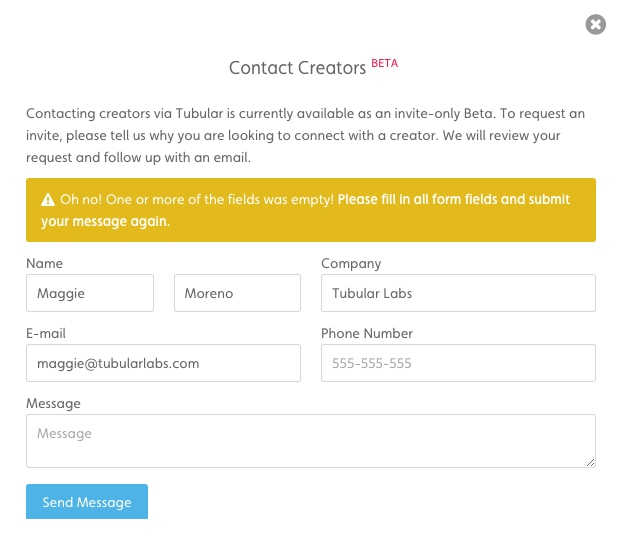 Contact Creators BETA
Contacting creators via Tubular is currently available as an invite-only Beta. To request an
invite, please tell us why you are looking to connect with a creator. We will review your
request and follow up with an email.
Oh no! One or more of the fields was empty! Please fill in all form fields and submit
your message again.
Name
Maggie
Moreno
Company
Tubular Labs
E-mail
maggie@tubularlabs.com
Phone Number
555-555-555
Message
Message
Send Message